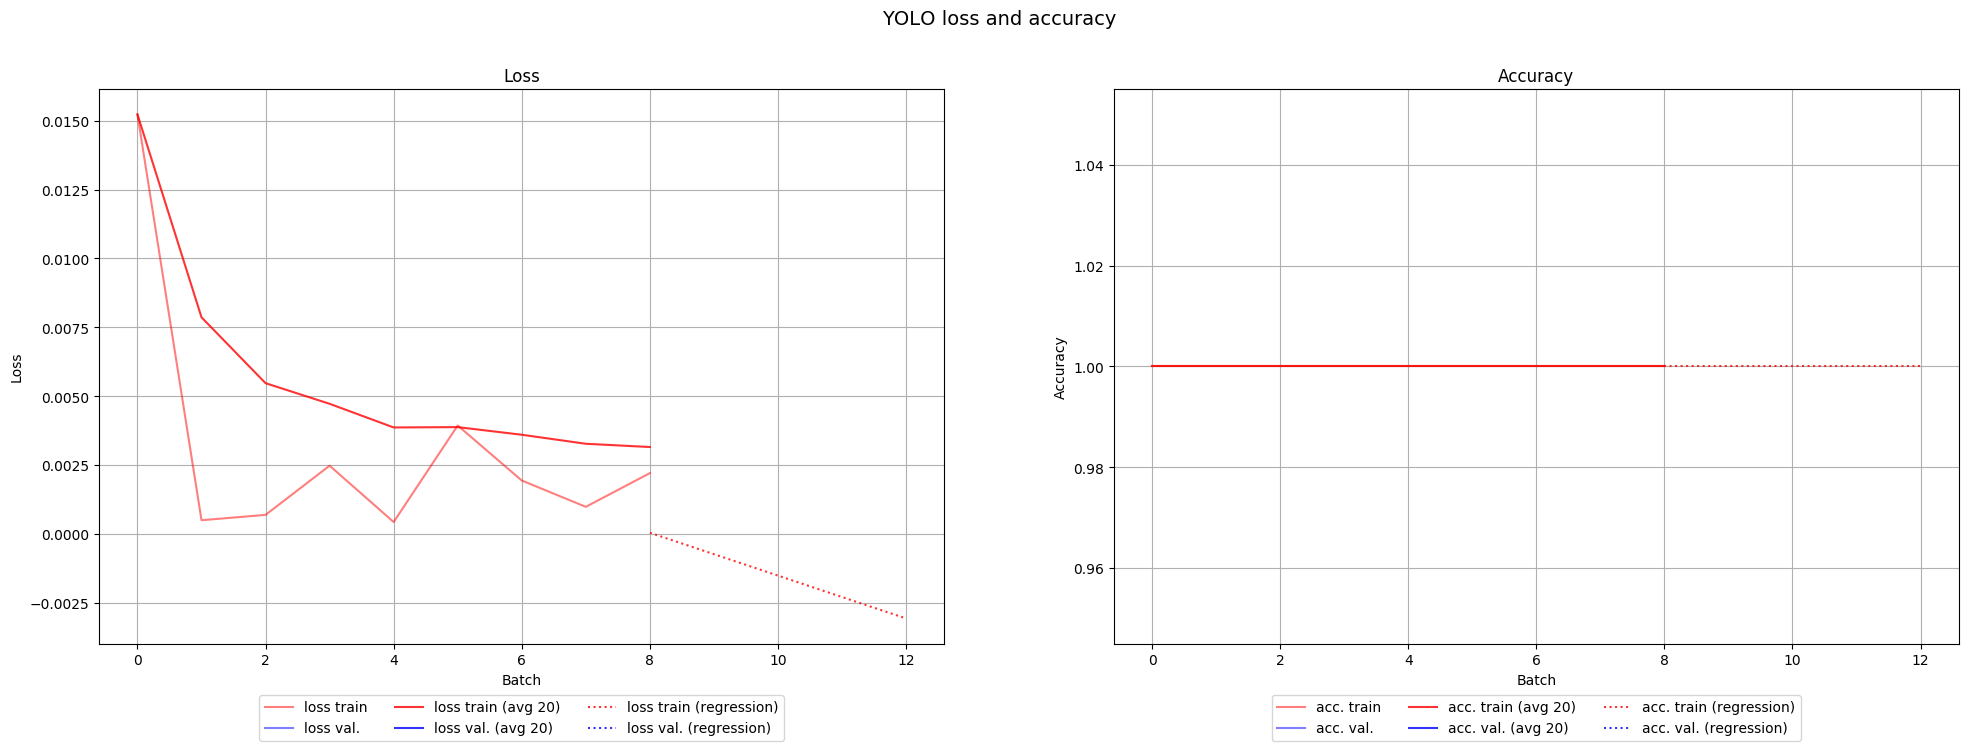 YOLO loss and accuracy
Loss
0.0150
0.0125
0.0100
0.0075
0.0050
0.0025
0.0000
−0.0025
Loss
0 2 4 6 8 10 12
Batch
loss train loss train (avg 20) loss train (regression)
loss val. loss val. (avg 20) loss val. (regression)
Accuracy
1.04
1.02
1.00
0.98
0.96
Accuracy
0 2 4 6 8 10 12
Batch
acc. train acc. train (avg 20) acc. train (regression)
acc. val. acc. val. (avg 20) acc. val. (regression)